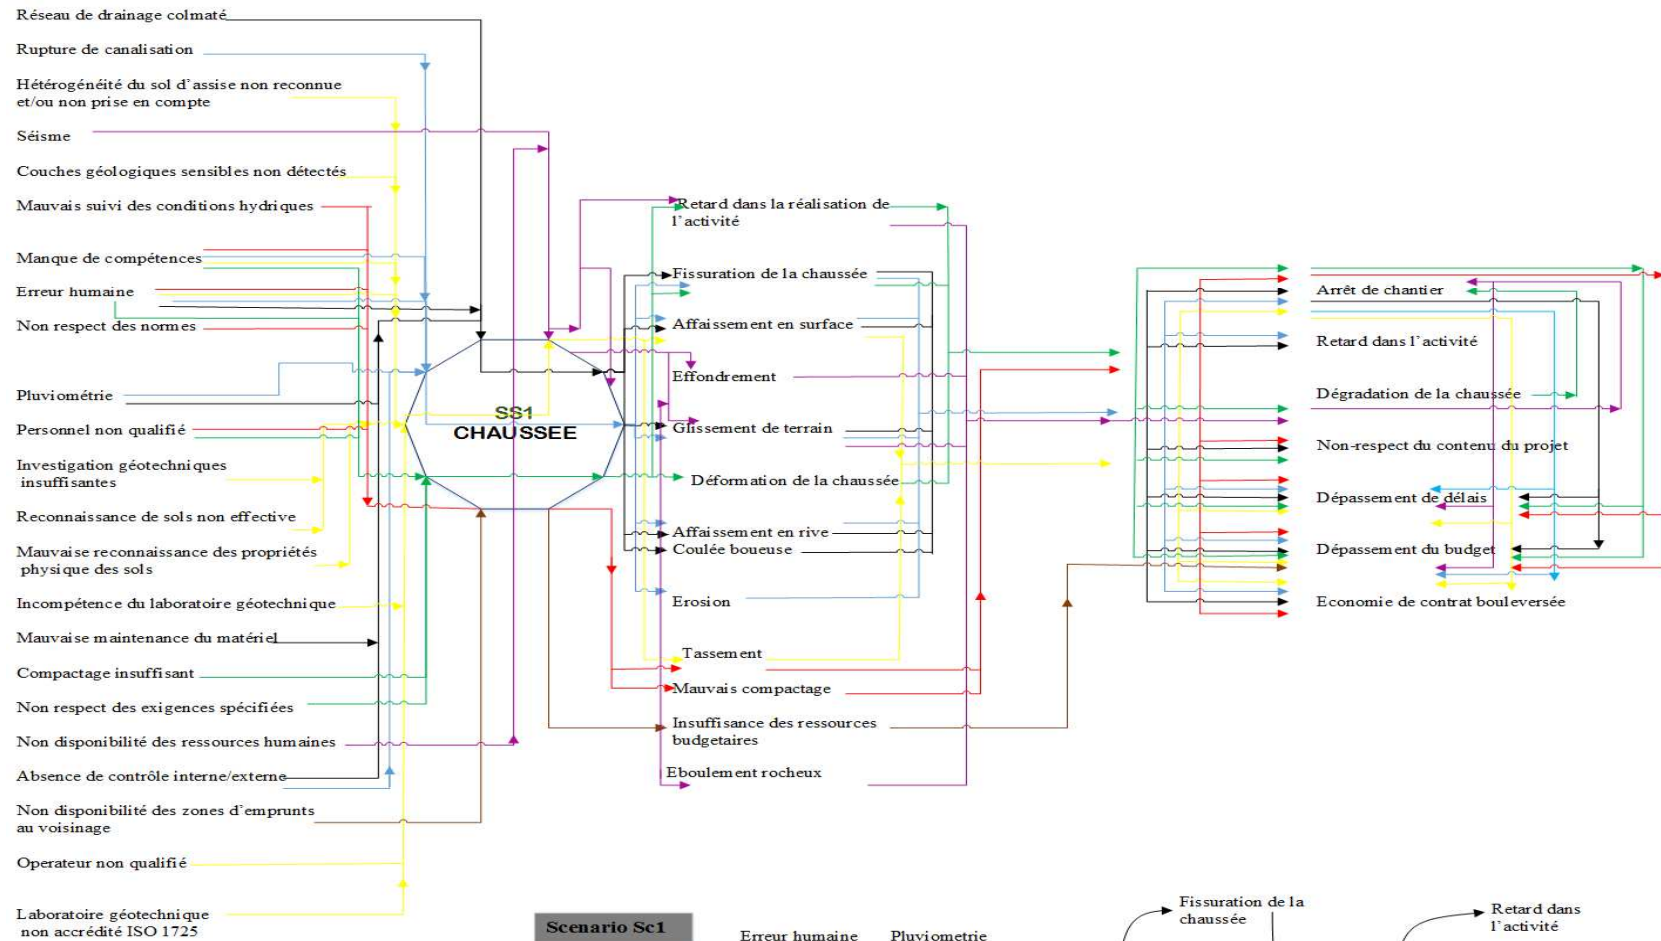 Réseau de drainage colmaté
Rupture de canalisation
Hétérogénéité du sol d'assise non reconnue
et/ou non prise en compte
Séisme
Couches géologiques sensibles non détectés
Mauvais suivi des conditions hydriques
Manque de compétences
Erreur humaine
Non respect des normes
Pluviométrie
Personnel non qualifié
Investigation géotechniques
insuffisantes
Reconnaissance de sols non effective
Mauvaise reconnaissance des propriétés
physique des sols
Incompétence du laboratoire géotechnique
Mauvaise maintenance du matériel
Compactage insuffisant
Non respect des exigences spécifiées
Non disponibilité des ressources humaines
Absence de contrôle interne/externe
Non disponibilité des zones d'emprunts
au voisinage
Operateur non qualifié
Laboratoire géotechnique
non accrédité ISO 1725
SS1
CHAUSSEE
Retard dans la réalisation de
l'activité
Fissuration de la chaussée
Affaissement en surface
Effondrement
Glissement de terrain
Déformation de la chaussée
Affaissement en rive
Coulée boueuse
Erosion
Tassement
Mauvais compactage
Insuffisance des ressources
budgetaires
Eboulement rocheux
Arrêt de chantier
Retard dans l'activité
Dégradation de la chaussée
Non-respect du contenu du projet
Dépassement de délais
Dépassement du budget
Economie de contrat bouleversée
Scenario Sc1
Erreur humaine
Pluviometrie
Fissuration de la
chaussée
Retard dans
l'activité